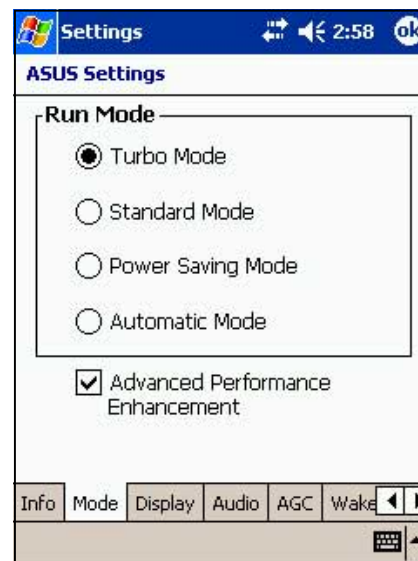 Settings 2:58 ok
ASUS Settings
Run Mode
Turbo Mode
Standard Mode
Power Saving Mode
Automatic Mode
Advanced Performance
Enhancement
Info Mode Display Audio AGC Wake